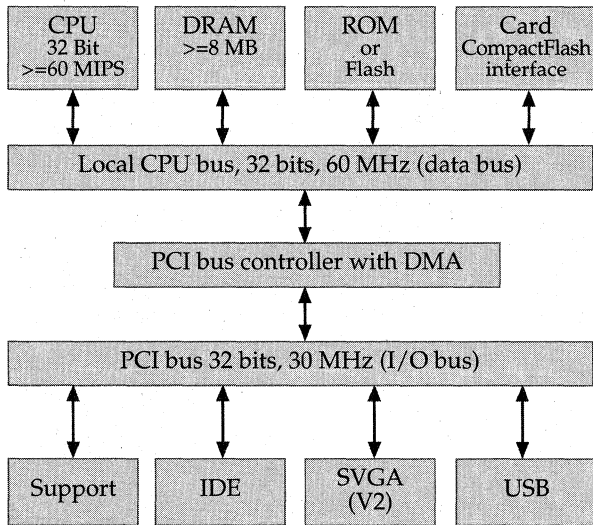 CPU
32 Bit
>=60 MIPS
DRAM
>=8 MB
ROM
or
Flash
Card
CompactFlash
interface
Local CPU bus, 32 bits, 60 MHz (data bus)
PCI bus controller with DMA
PCI bus 32 bits, 30 MHz (I/O bus)
Support
IDE
SVGA
(V2)
USB